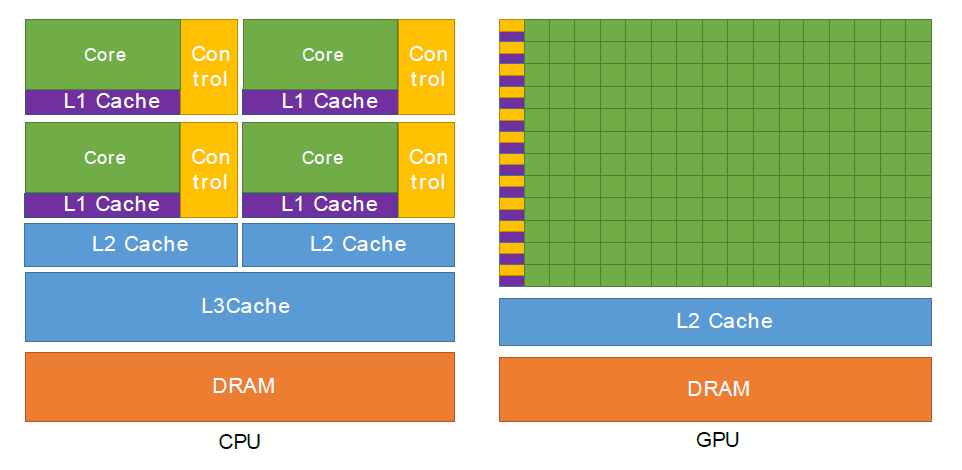 Core
Con
trol
Core
Con
trol
L1 Cache
L1 Cache
Core
Con
trol
Core
Con
trol
L1 Cache
L1 Cache
L2 Cache
L2 Cache
L3Cache
DRAM
CPU
L2 Cache
DRAM
GPU